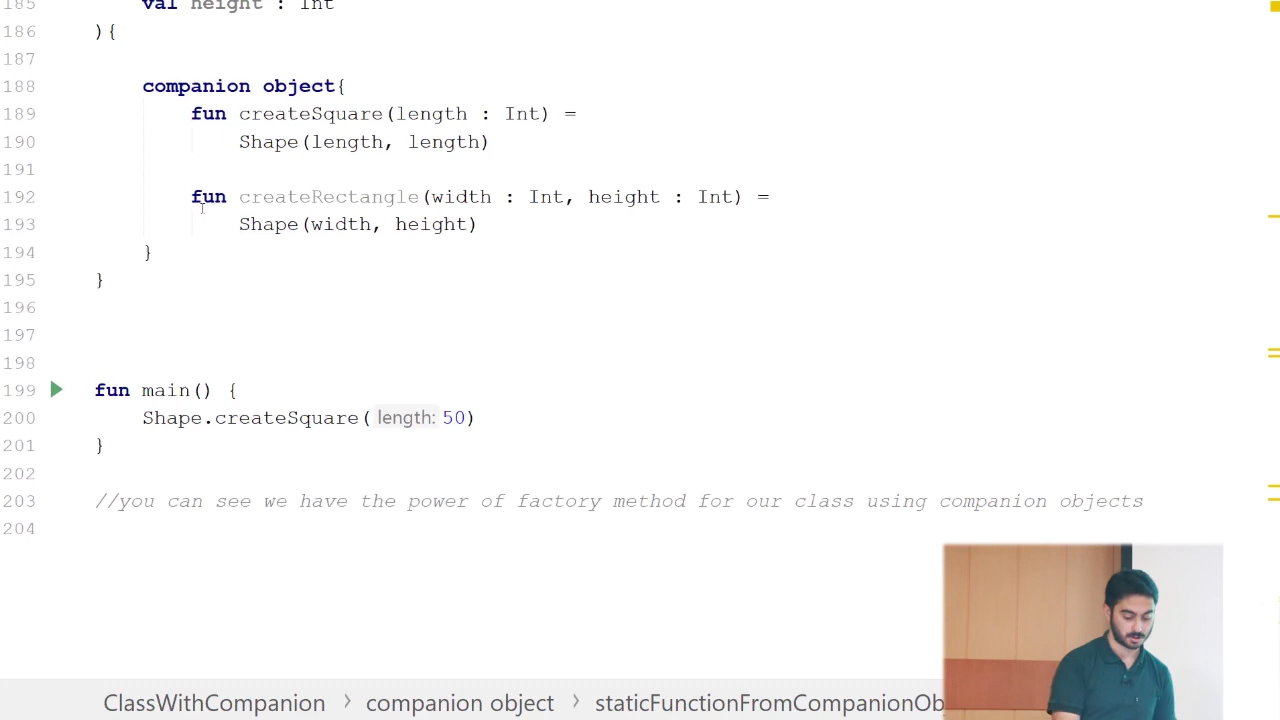 185 val height : Int
186 ){
187
188 companion object{
189 fun createSquare(length : Int) =
190 Shape(length, length)
191
192 fun createRectangle(width : Int, height : Int) =
193 Shape(width, height)
194 }
195 }
196
197
198
199 fun main() {
200 Shape.createSquare( length: 50)
201 }
202
203 //you can see we have the power of factory method for our class using companion objects
204
ClassWithCompanion › companion object › staticFunctionFromCompanionOb